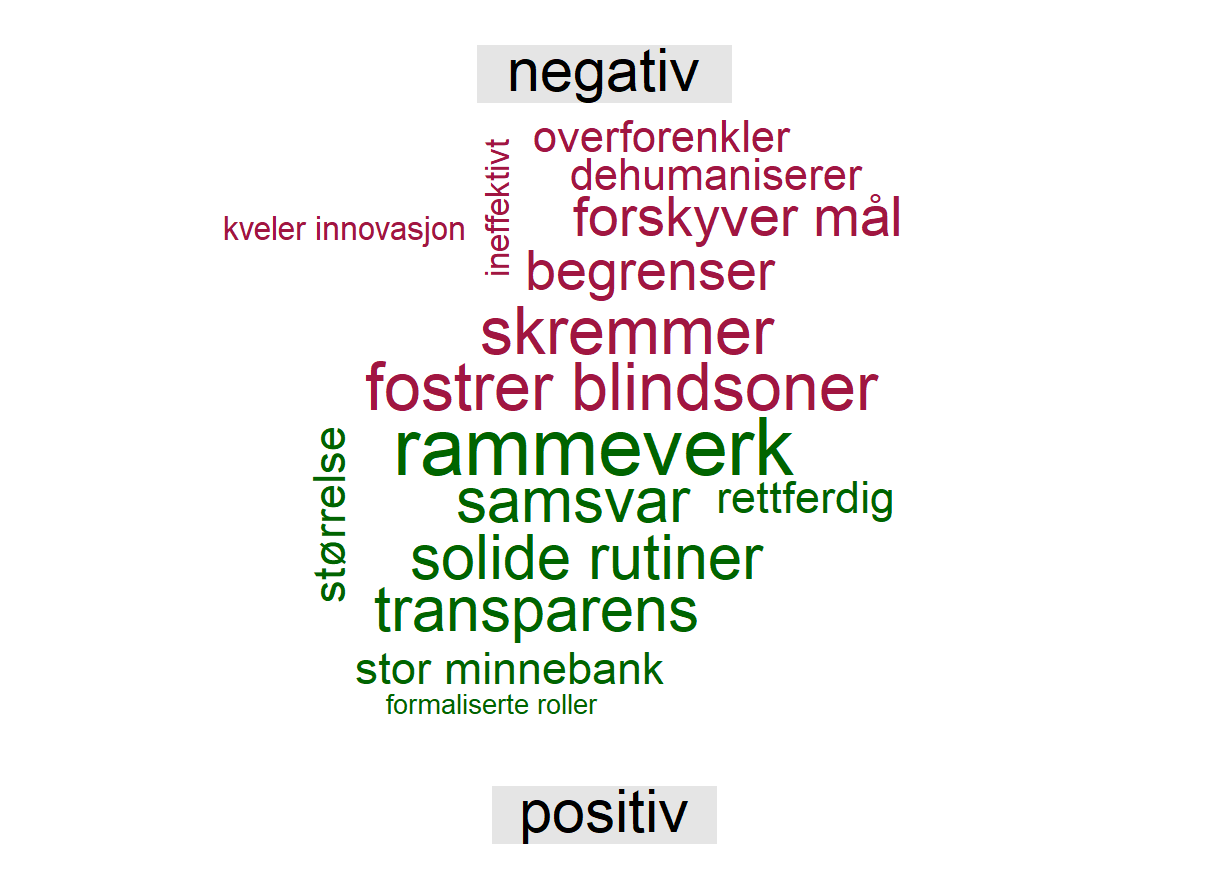 negativ
overforenkler
ineffektivt
dehumaniserer
kveler innovasjon
forskyver mål
begrenser
skremmer
fostrer blindsoner
rammeverk
størrelse
samsvar
rettferdig
solide rutiner
transparens
stor minnebank
formaliserte roller
positiv